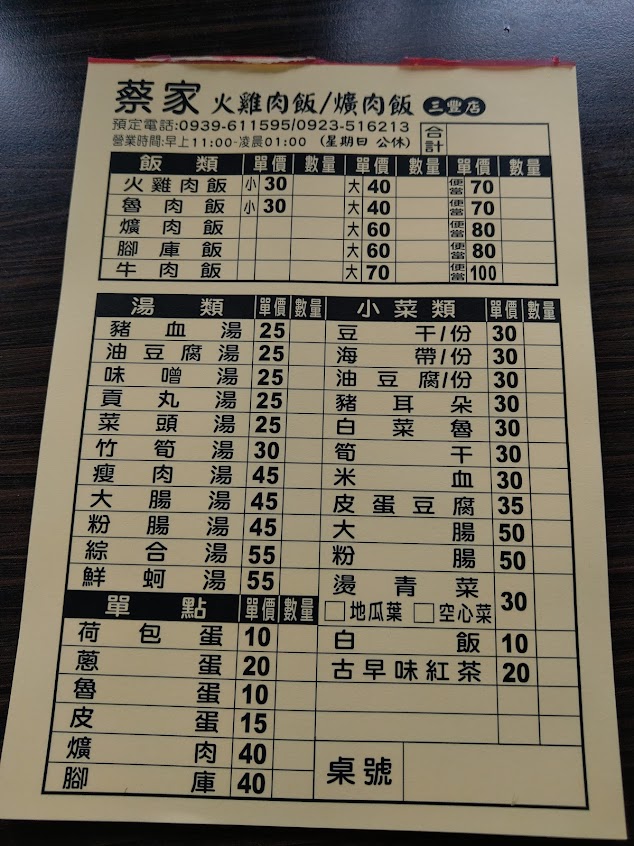 蔡家 火雞肉飯/爌肉飯 三豐店
預定電話:0939-611595/0923-516213
營業時間:早上11:00-凌晨01:00 (星期日 公休)
合計
飯類 單價 數量 單價 數量 單價 數量
火雞肉飯 小 30 大 40 便當 70
魯肉飯 小 30 大 40 便當 70
爌肉飯 大 60 便當 80
腳庫飯 大 60 便當 80
牛肉飯 大 70 便當 100
湯類 單價 數量
豬血湯 25
油豆腐湯 25
味噌湯 25
貢丸湯 25
菜頭湯 25
竹筍湯 30
瘦肉湯 45
大腸湯 45
粉腸湯 45
綜合湯 55
鮮蚵湯 55
單點 單價 數量
荷包蛋 10
蔥蛋 20
魯蛋 10
皮蛋 15
爌肉 40
腳庫 40
小菜類 單價 數量
豆干/份 30
海帶/份 30
油豆腐/份 30
豬耳朵 30
白菜魯 30
筍干 30
米血 30
皮蛋豆腐 35
大腸 50
粉腸 50
燙青菜 30
□地瓜葉 □空心菜
白飯 10
古早味紅茶 20
桌號